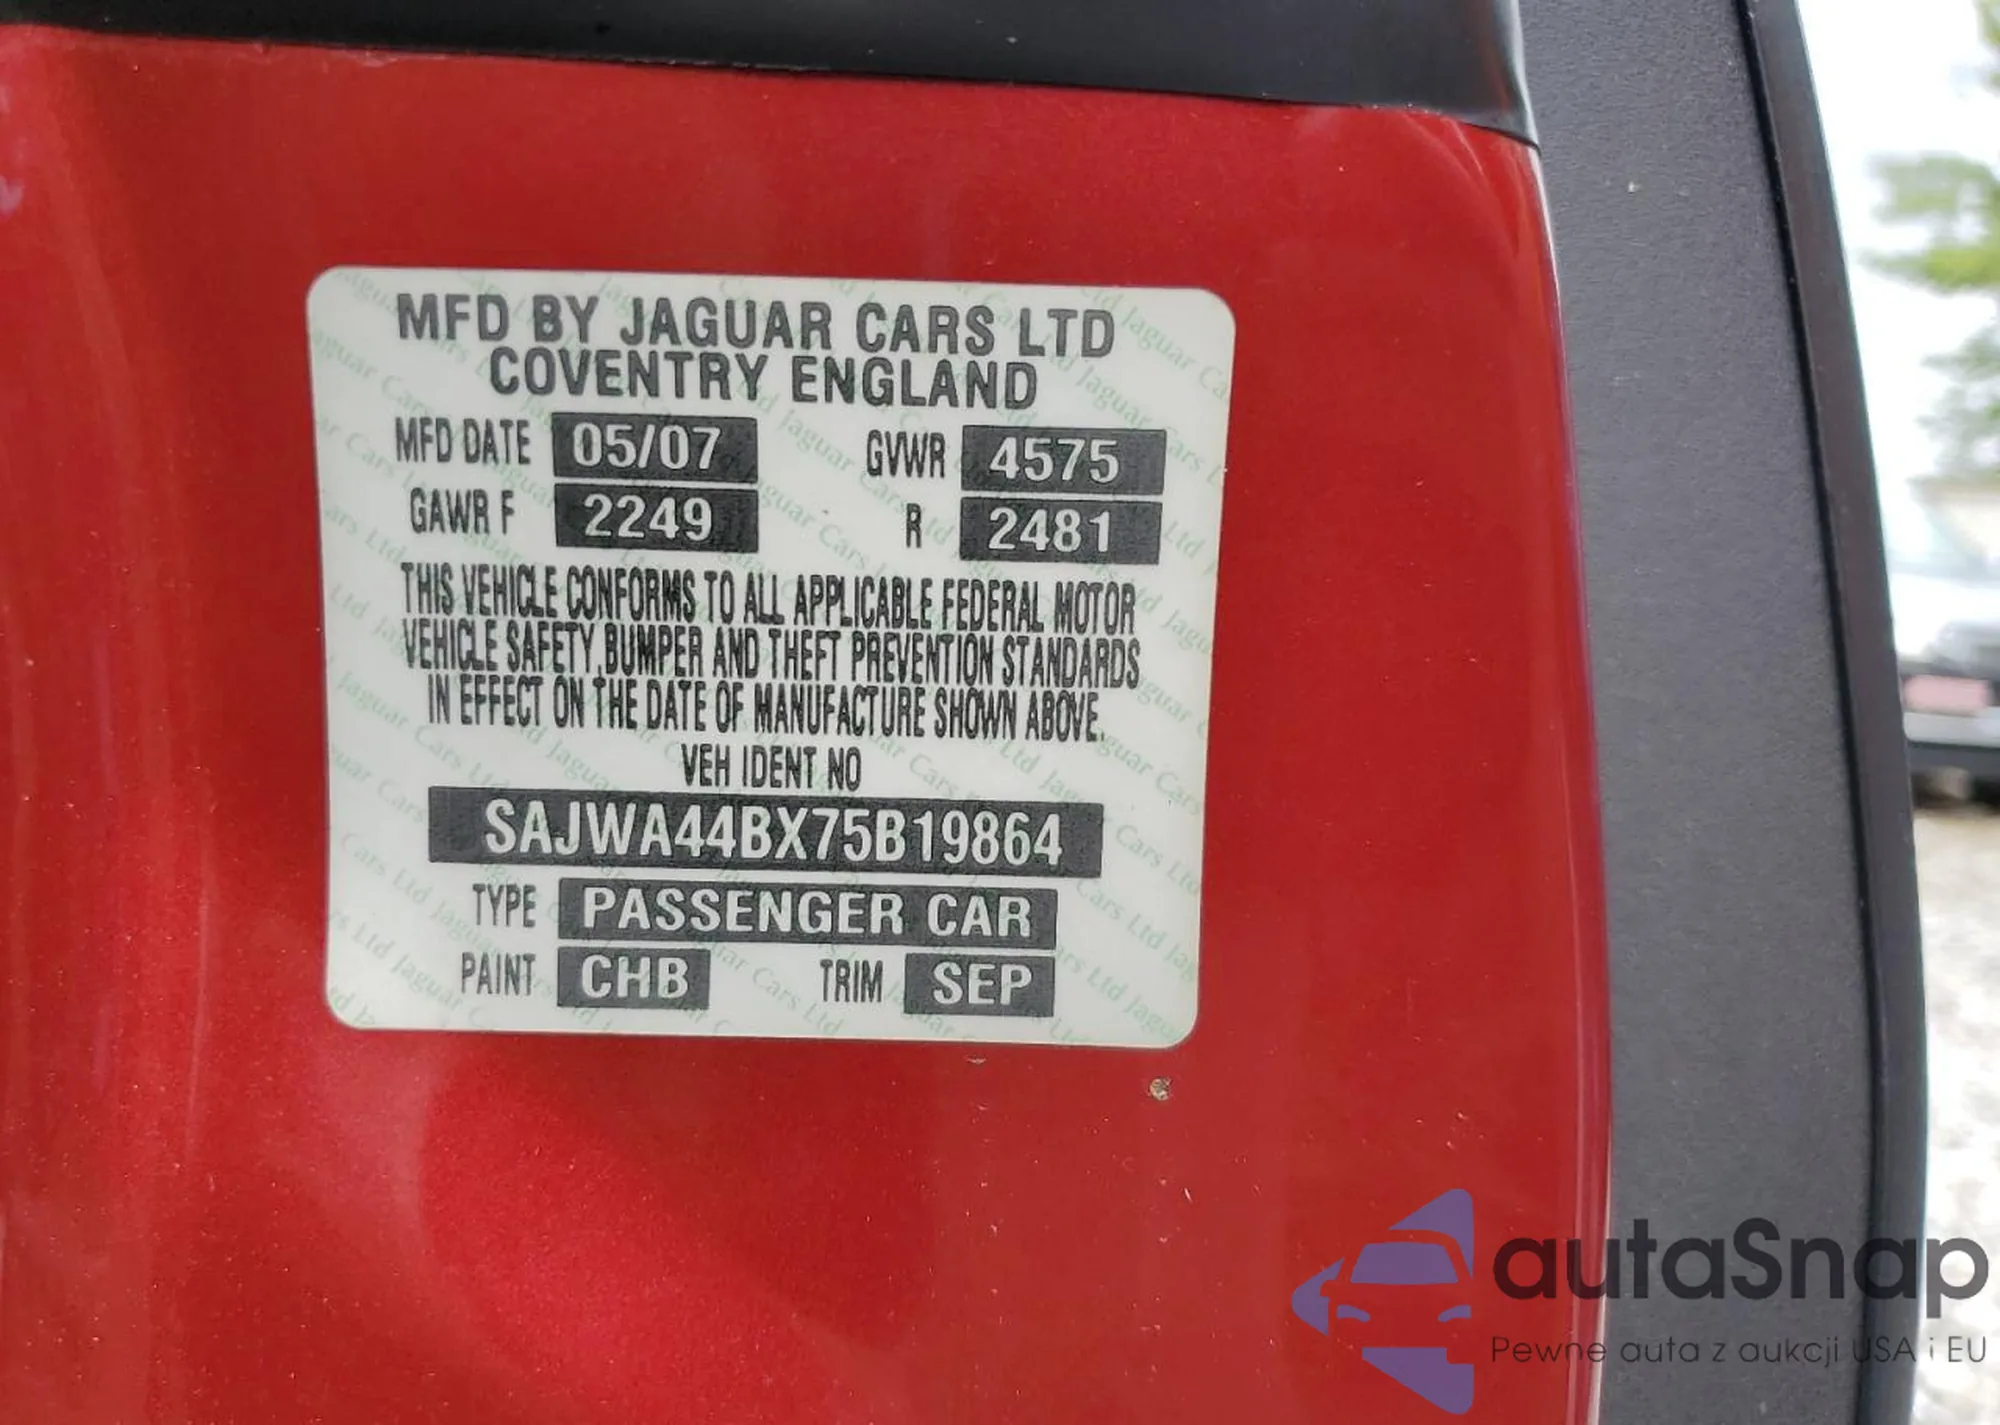 MFD BY JAGUAR CARS LTD
COVENTRY ENGLAND
MFD DATE 05/07 GVWR 4575
GAWR F 2249 R 2481
THIS VEHICLE CONFORMS TO ALL APPLICABLE FEDERAL MOTOR
VEHICLE SAFETY, BUMPER AND THEFT PREVENTION STANDARDS
IN EFFECT ON THE DATE OF MANUFACTURE SHOWN ABOVE.
VEH IDENT NO
SAJWA44BX75B19864
TYPE PASSENGER CAR
PAINT CHB TRIM SEP
autaSnap
Pewne auta z aukcji USA i EU